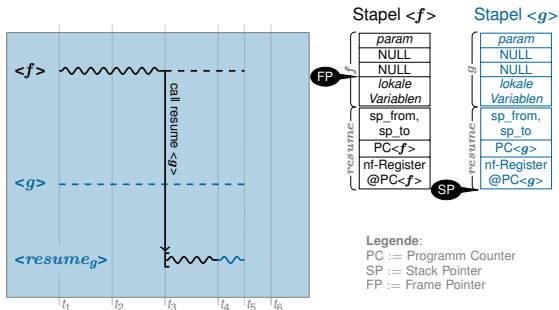 Stapel <f>
Stapel <g>
<f>
call resume <g>
<g>
<resume_g>
t1
t2
t3
t4
t5
t6
FP
f
param
NULL
NULL
lokale
Variablen
resume
sp_from,
sp_to
PC<f>
nf-Register
@PC<f>
SP
g
param
NULL
NULL
lokale
Variablen
resume
sp_from,
sp_to
PC<g>
nf-Register
@PC<g>
Legende:
PC := Programm Counter
SP := Stack Pointer
FP := Frame Pointer